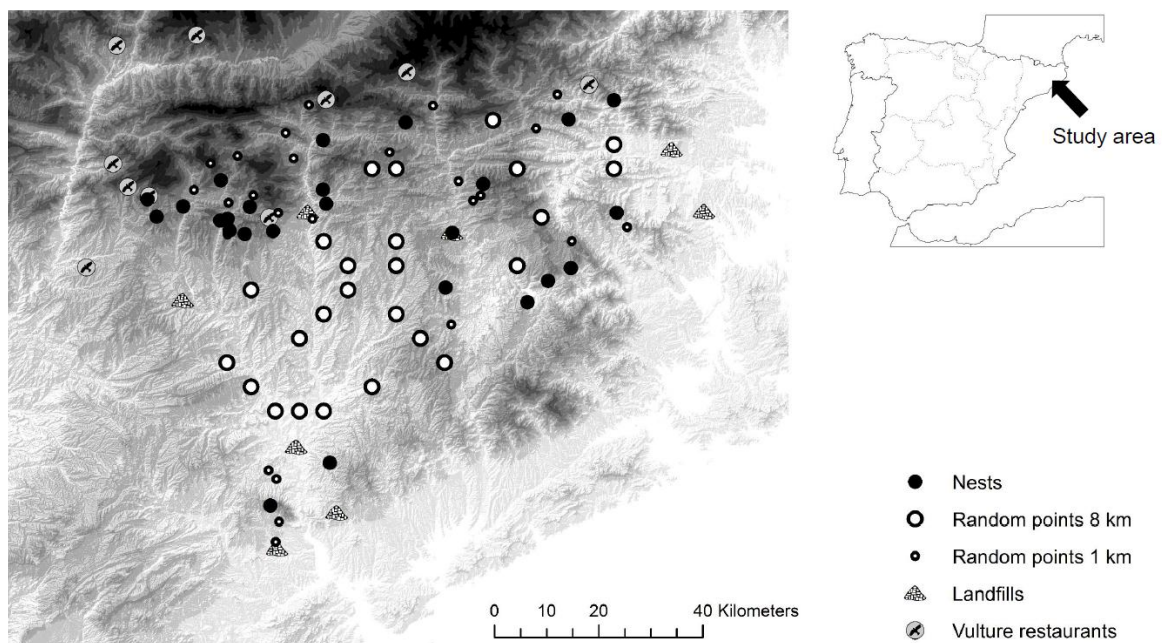 Study area
Nests
Random points 8 km
Random points 1 km
Landfills
Vulture restaurants
0 10 20 40 Kilometers